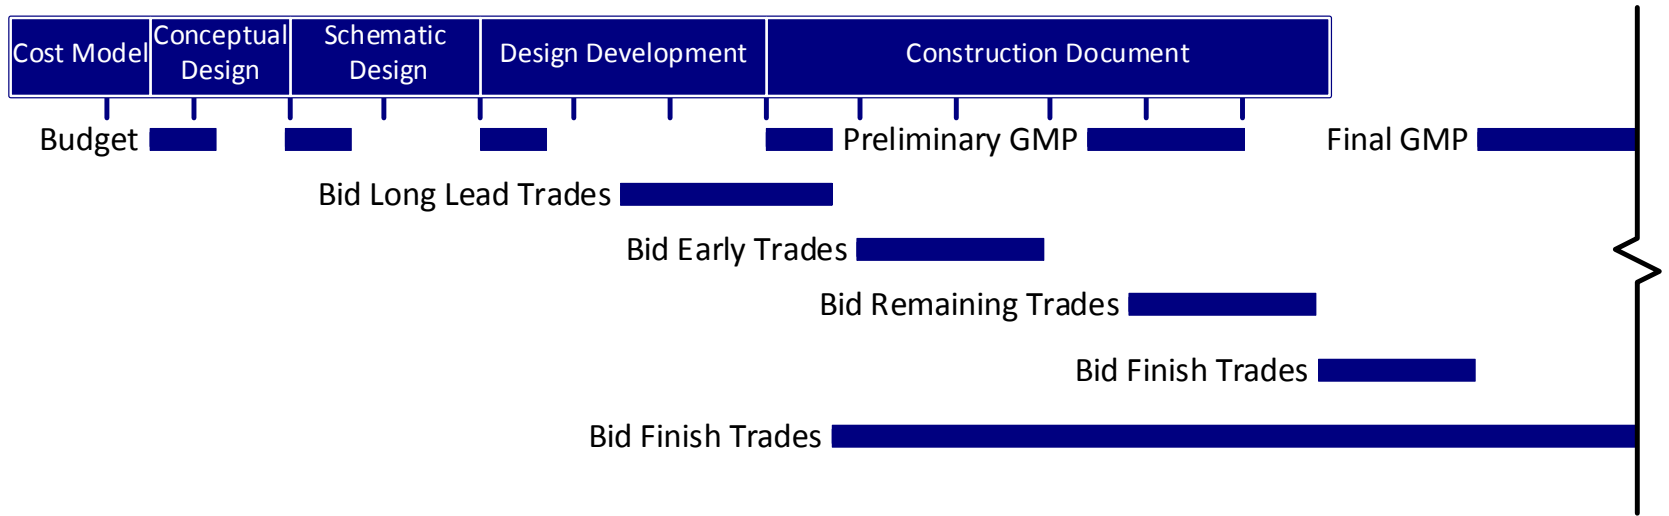 Cost Model
Conceptual
Design
Schematic
Design
Design Development
Construction Document
Budget
Preliminary GMP
Final GMP
Bid Long Lead Trades
Bid Early Trades
Bid Remaining Trades
Bid Finish Trades
Bid Finish Trades